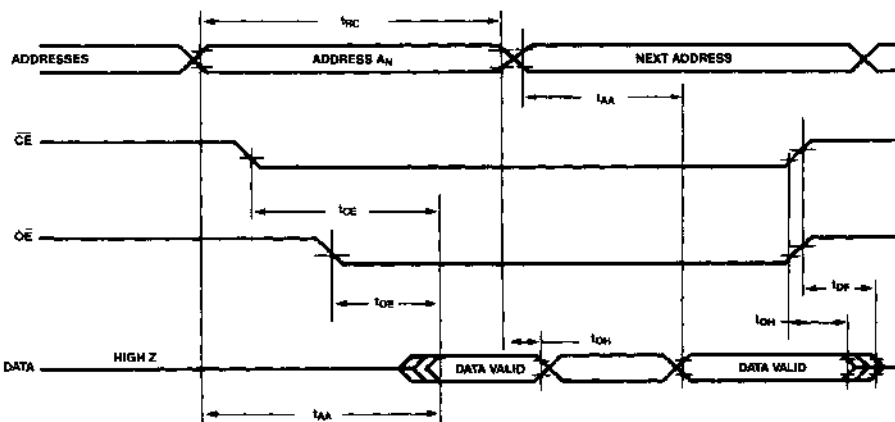 tRC
ADDRESSES ADDRESS AN NEXT ADDRESS
tAA
CE
tCE
OE
tOE tDF
tOH
DATA HIGH Z DATA VALID tOH DATA VALID
tAA